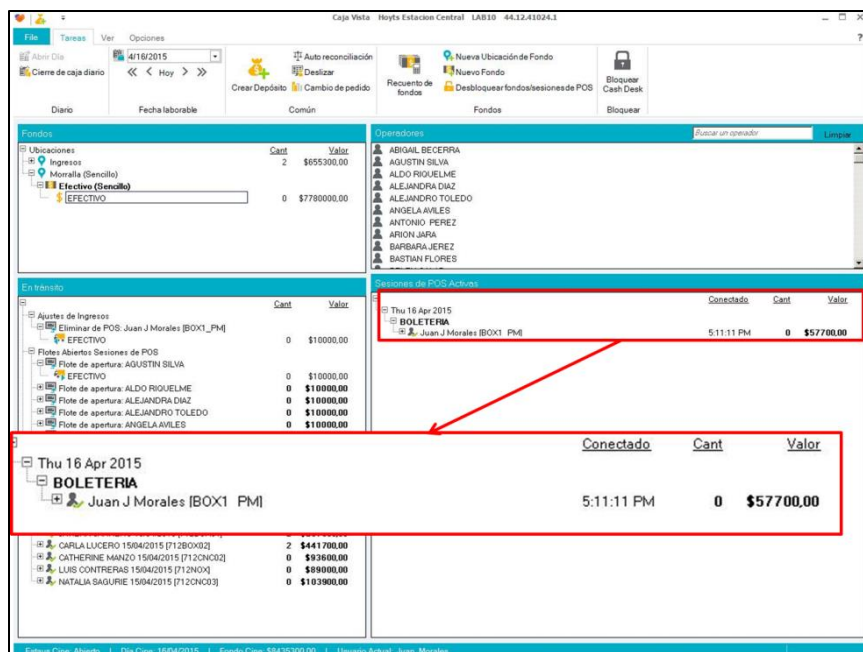 Caja Vista Hoyts Estacion Central LAB10 44.12.41024.1
File Tareas Ver Opciones
Abrir Día
Cierre de caja diario
Diario
4/16/2015
Hoy
Fecha laborable
Crear Depósito
Auto reconciliación
Deslizar
Cambio de pedido
Común
Recuento de fondos
Nueva Ubicación de Fondo
Nuevo Fondo
Desbloquear fondos/sesiones de POS
Fondos
Bloquear Cash Desk
Bloquear
Fondos
Ubicaciones Cant Valor
Ingresos 2 $655300,00
Morralla (Sencillo)
Efectivo (Sencillo)
$ EFECTIVO 0 $7780000,00
Operadores Buscar un operador Limpiar
ABIGAIL BECERRA
AGUSTIN SILVA
ALDO RIQUELME
ALEJANDRA DIAZ
ALEJANDRO TOLEDO
ANGELA AVILES
ANTONIO PEREZ
ARION JARA
BARBARA JEREZ
BASTIAN FLORES
En tránsito
Cant Valor
Ajustes de Ingresos
Eliminar de POS: Juan J Morales [BOX1_PM]
EFECTIVO 0 $10000,00
Flotes Abiertos Sesiones de POS
Flote de apertura: AGUSTIN SILVA
EFECTIVO 0 $10000,00
Flote de apertura: ALDO RIQUELME 0 $10000,00
Flote de apertura: ALEJANDRA DIAZ 0 $10000,00
Flote de apertura: ALEJANDRO TOLEDO 0 $10000,00
Flote de apertura: ANGELA AVILES 0 $10000,00
Sesiones de POS Activas
Conectado Cant Valor
Thu 16 Apr 2015
BOLETERIA
Juan J Morales [BOX1 PM] 5:11:11 PM 0 $57700,00
Conectado Cant Valor
Thu 16 Apr 2015
BOLETERIA
Juan J Morales [BOX1 PM] 5:11:11 PM 0 $57700,00
CARLA LUCERO 15/04/2015 [712BOX02] 2 $441700,00
CATHERINE MANZO 15/04/2015 [712CNC02] 0 $93600,00
LUIS CONTRERAS 15/04/2015 [712NOX] 0 $89000,00
NATALIA SAGURIE 15/04/2015 [712CNC03] 0 $103900,00